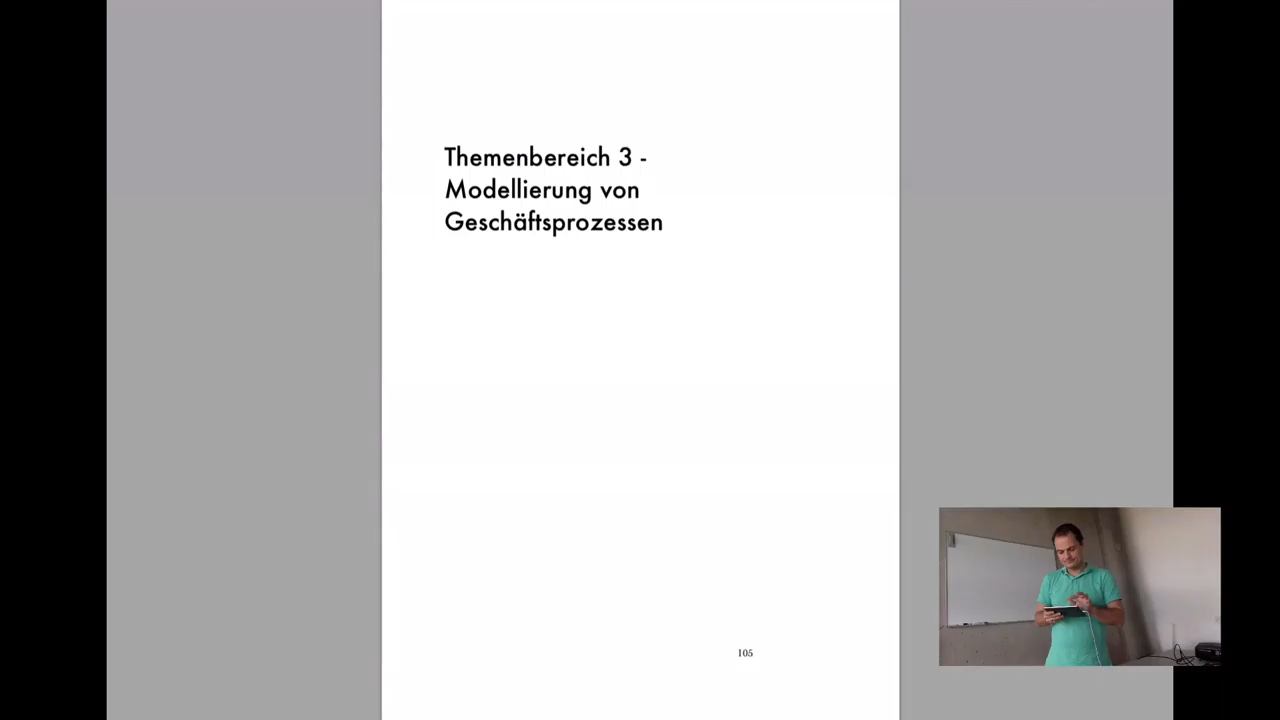 Themenbereich 3 -
Modellierung von
Geschäftsprozessen
105